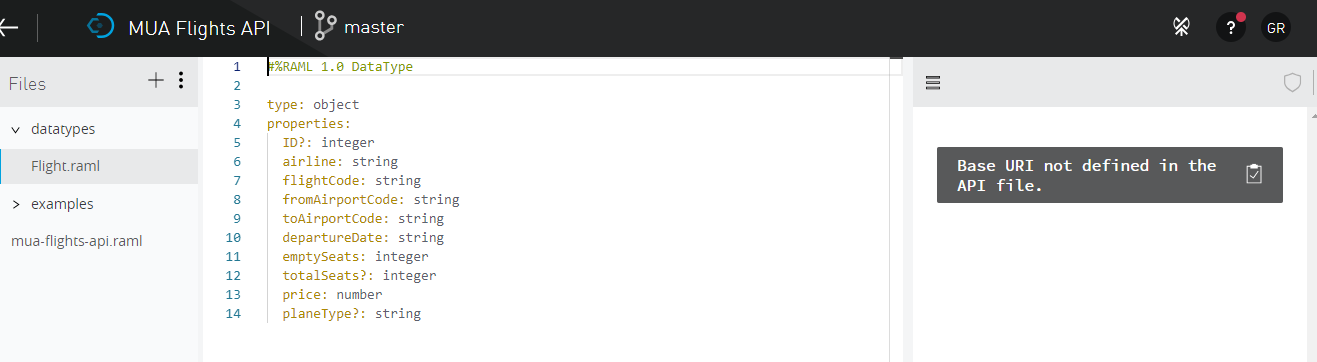 MUA Flights API
master
?
GR
Files
datatypes
Flight.raml
examples
mua-flights-api.raml
1 #%RAML 1.0 DataType
2
3 type: object
4 properties:
5 ID?: integer
6 airline: string
7 flightCode: string
8 fromAirportCode: string
9 toAirportCode: string
10 departureDate: string
11 emptySeats: integer
12 totalSeats?: integer
13 price: number
14 planeType?: string
Base URI not defined in the
API file.